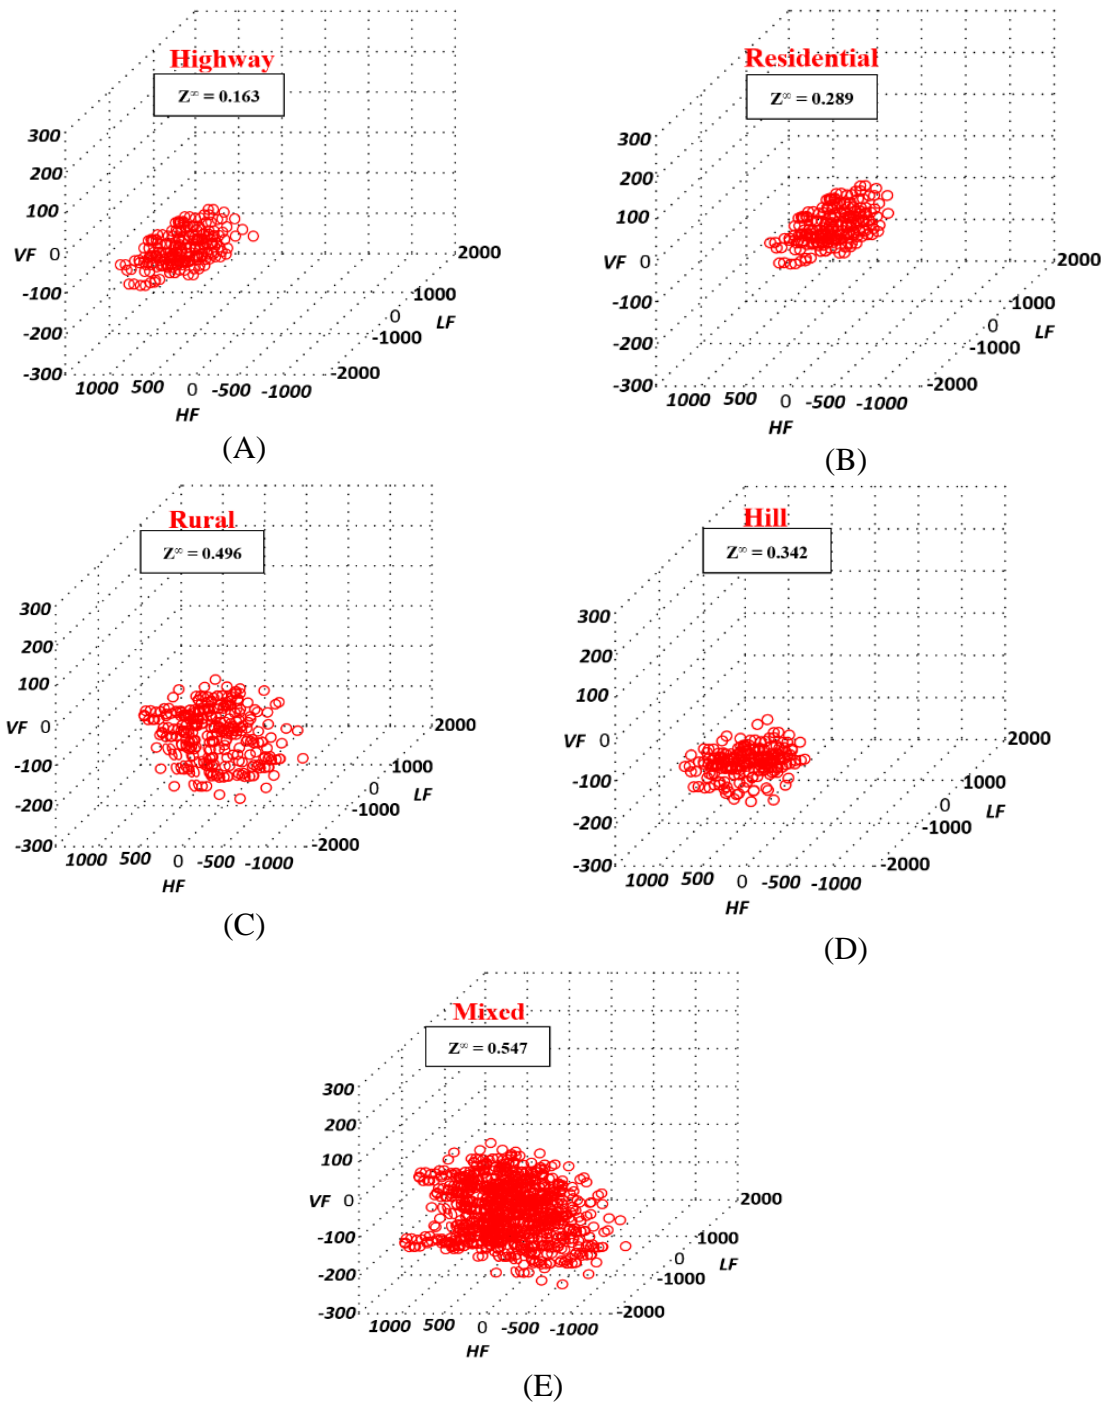 Highway
Z∞ = 0.163
300
200
100
VF 0
-100
-200
-300
1000 500 0 -500 -1000
HF
-2000
-1000
0
1000
2000
LF
(A)
Residential
Z∞ = 0.289
300
200
100
VF 0
-100
-200
-300
1000 500 0 -500 -1000
HF
-2000
-1000
0
1000
2000
LF
(B)
Rural
Z∞ = 0.496
300
200
100
VF 0
-100
-200
-300
1000 500 0 -500 -1000
HF
-2000
-1000
0
1000
2000
LF
(C)
Hill
Z∞ = 0.342
300
200
100
VF 0
-100
-200
-300
1000 500 0 -500 -1000
HF
-2000
-1000
0
1000
2000
LF
(D)
Mixed
Z∞ = 0.547
300
200
100
VF 0
-100
-200
-300
1000 500 0 -500 -1000
HF
-2000
-1000
0
1000
2000
LF
(E)